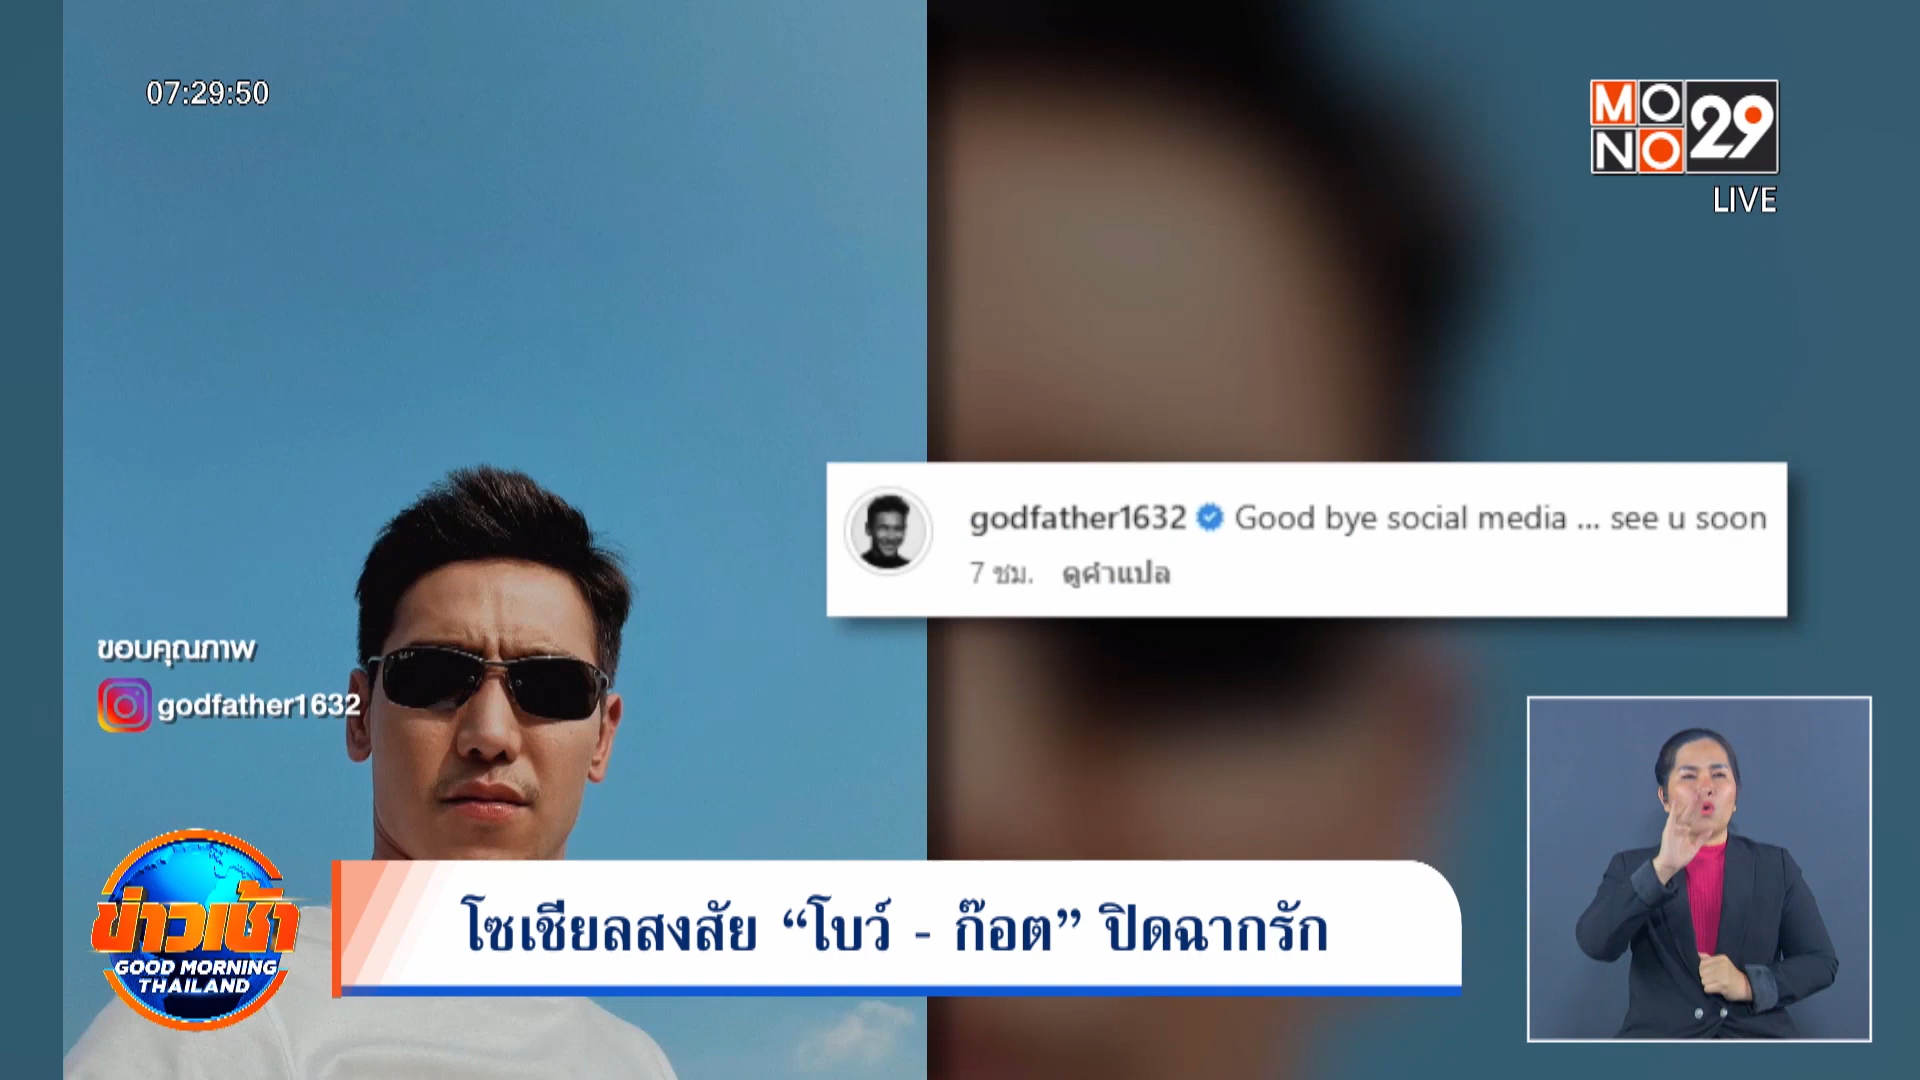 07:29:50
MONO 29
LIVE
godfather1632 Good bye social media ... see u soon
7 ชม. ดูคำแปล
ขอบคุณภาพ
godfather1632
ข่าวเช้า
GOOD MORNING
THAILAND
โซเชียลสงสัย “โบว์ - ก๊อต” ปิดฉากรัก